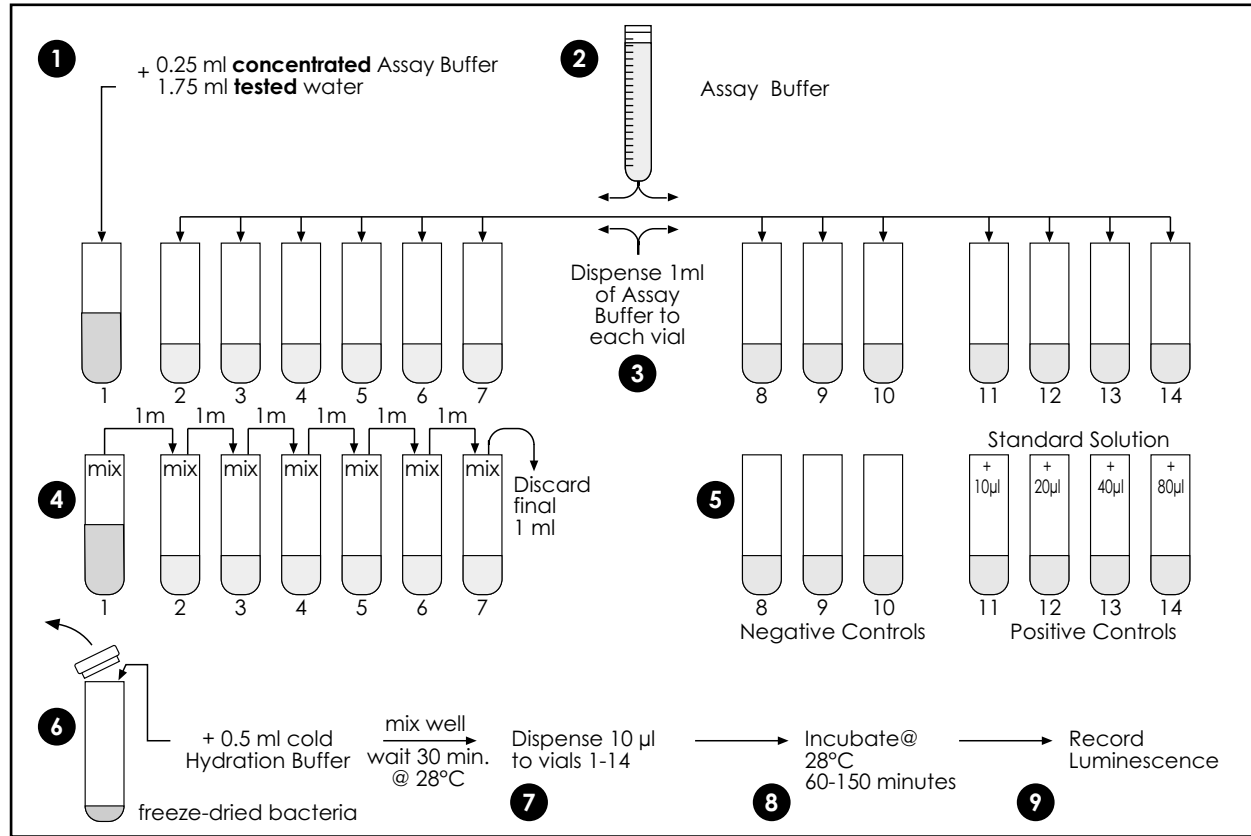 1
+ 0.25 ml concentrated Assay Buffer
1.75 ml tested water
2
Assay Buffer
Dispense 1ml
of Assay
Buffer to
each vial
3
1 2 3 4 5 6 7 8 9 10 11 12 13 14
1m 1m 1m 1m 1m 1m
4
mix mix mix mix mix mix mix
Discard
final
1 ml
1 2 3 4 5 6 7
5
Standard Solution
+ + + +
10µl 20µl 40µl 80µl
8 9 10 11 12 13 14
Negative Controls Positive Controls
6
+ 0.5 ml cold
Hydration Buffer
freeze-dried bacteria
mix well
wait 30 min.
@ 28°C
Dispense 10 µl
to vials 1-14
7
Incubate@
28°C
60-150 minutes
8
Record
Luminescence
9